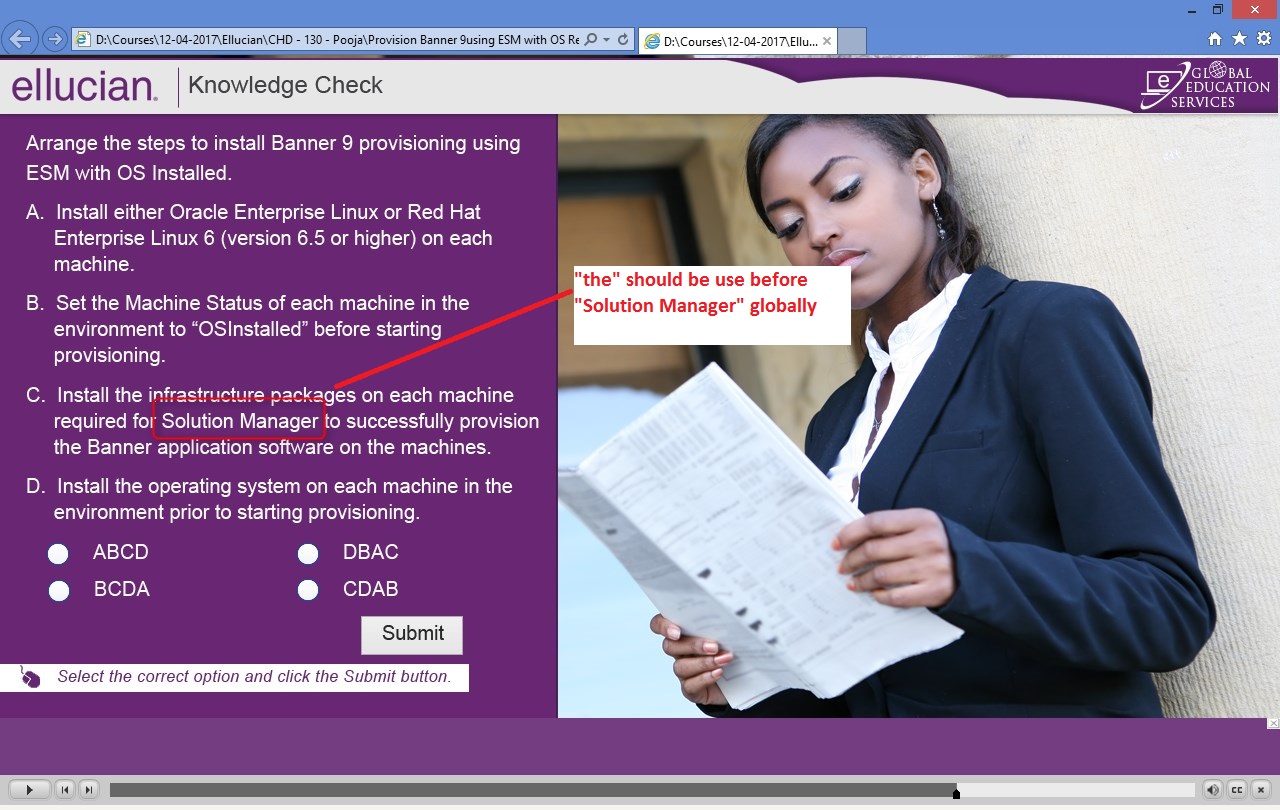 D:\Courses\12-04-2017\Ellucian\CHD - 130 - Pooja\Provision Banner 9using ESM with OS Re
D:\Courses\12-04-2017\Ellu...
ellucian.
Knowledge Check
e
GLOBAL
EDUCATION
SERVICES
Arrange the steps to install Banner 9 provisioning using
ESM with OS Installed.
A. Install either Oracle Enterprise Linux or Red Hat
Enterprise Linux 6 (version 6.5 or higher) on each
machine.
B. Set the Machine Status of each machine in the
environment to “OSInstalled” before starting
provisioning.
C. Install the infrastructure packages on each machine
required for Solution Manager to successfully provision
the Banner application software on the machines.
D. Install the operating system on each machine in the
environment prior to starting provisioning.
"the" should be use before
"Solution Manager" globally
ABCD
DBAC
BCDA
CDAB
Submit
Select the correct option and click the Submit button.
CC